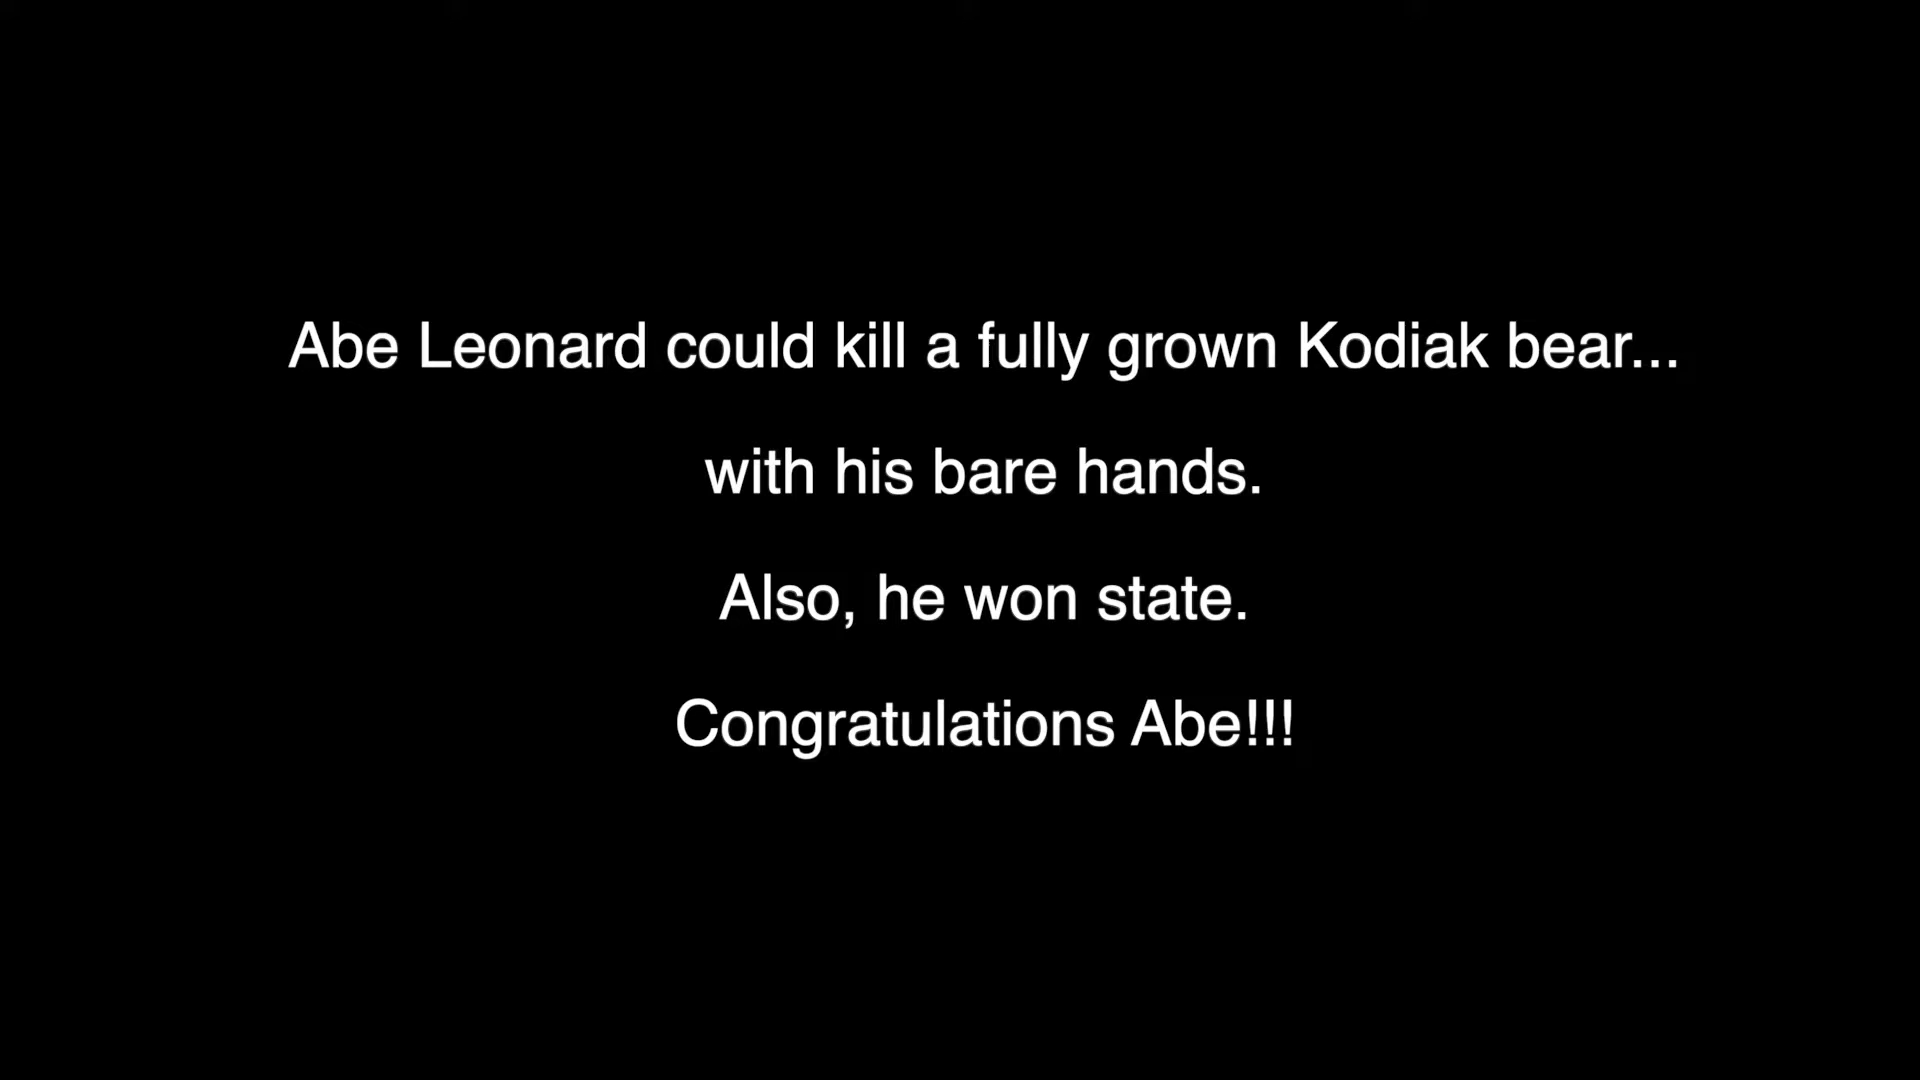 Abe Leonard could kill a fully grown Kodiak bear...
with his bare hands.
Also, he won state.
Congratulations Abe!!!